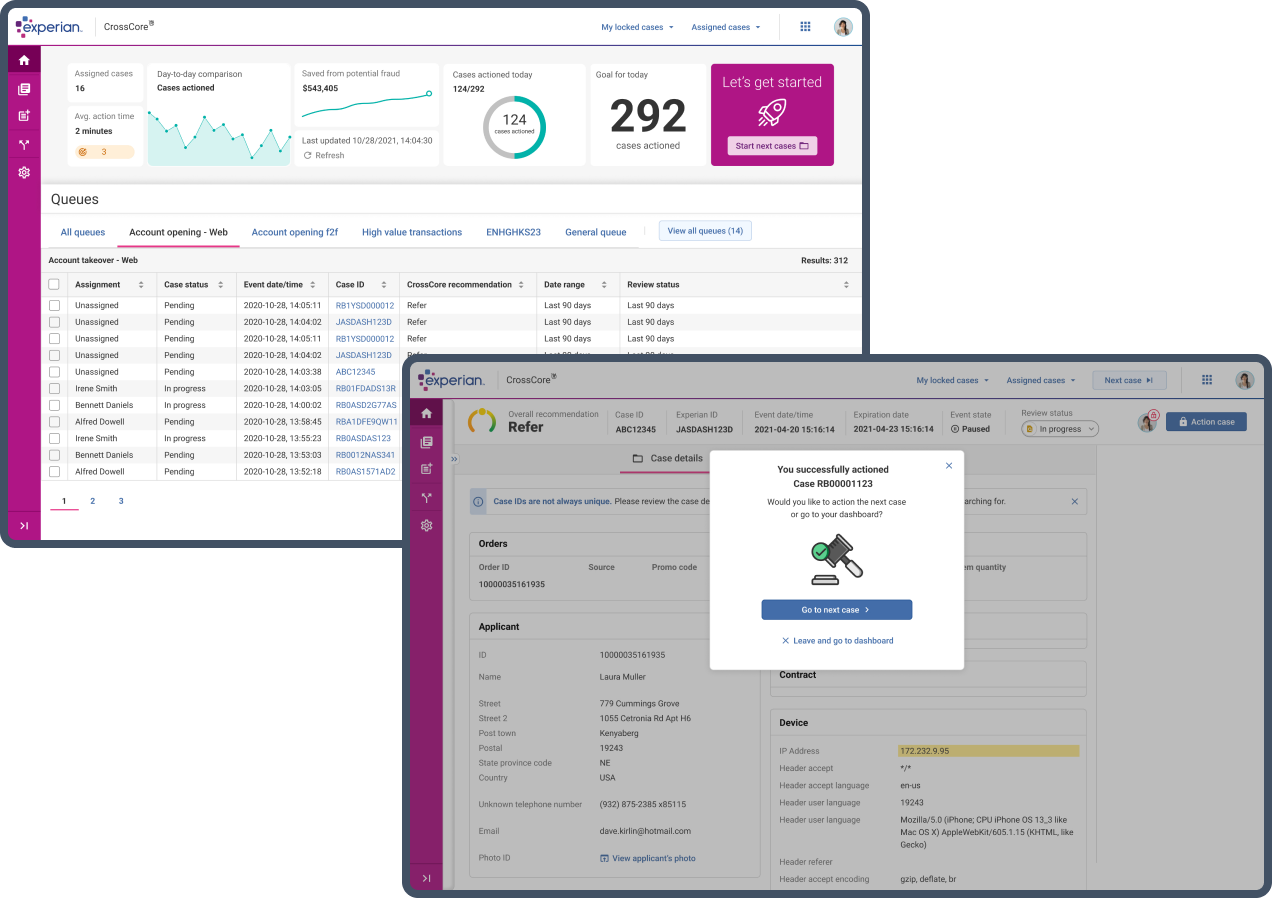 experian.
CrossCore®
My locked cases
Assigned cases
Assigned cases
16
Avg. action time
2 minutes
3
Day-to-day comparison
Cases actioned
Saved from potential fraud
$543,405
Last updated 10/28/2021, 14:04:30
Refresh
Cases actioned today
124/292
124
cases actioned
Goal for today
292
cases actioned
Let's get started
Start next cases
Queues
All queues
Account opening - Web
Account opening f2f
High value transactions
ENHGHKS23
General queue
View all queues (14)
Account takeover - Web
Results: 312
Assignment Case status Event date/time Case ID CrossCore recommendation Date range Review status
Unassigned Pending 2020-10-28, 14:05:11 RB1YSD000012 Refer Last 90 days Last 90 days
Unassigned Pending 2020-10-28, 14:04:02 JASDASH123D Refer Last 90 days Last 90 days
Unassigned Pending 2020-10-28, 14:05:11 RB1YSD000012 Refer Last 90 days Last 90 days
Unassigned Pending 2020-10-28, 14:04:02 JASDASH123D Refer Last 90 days Last 90 days
Unassigned Pending 2020-10-28, 14:03:38 ABC12345
Irene Smith In progress 2020-10-28, 14:03:05 RB01FDADS13R
Bennett Daniels In progress 2020-10-28, 14:00:02 RB0ASD2G77AS
Alfred Dowell Pending 2020-10-28, 13:58:45 RBA1DFE9QW11
Irene Smith In progress 2020-10-28, 13:55:23 RB0ASDAS123
Bennett Daniels Pending 2020-10-28, 13:53:03 RB0012NAS341
Alfred Dowell Pending 2020-10-28, 13:52:18 RB0AS1571AD2
1 2 3
experian.
CrossCore®
My locked cases
Assigned cases
Next case
Overall recommendation
Refer
Case ID
ABC12345
Experian ID
JASDASH123D
Event date/time
2021-04-20 15:16:14
Expiration date
2021-04-23 15:16:14
Event state
Paused
Review status
In progress
Action case
Case details
Case IDs are not always unique. Please review the case de
arching for.
You successfully actioned
Case RB00001123
Would you like to action the next case
or go to your dashboard?
Go to next case
Leave and go to dashboard
Orders
Order ID Source Promo code
em quantity
10000035161935
Applicant
ID 10000035161935
Name Laura Muller
Street 779 Cummings Grove
Street 2 1055 Cetronia Rd Apt H6
Post town Kenyaberg
Postal 19243
State province code NE
Country USA
Unknown telephone number (932) 875-2385 x85115
Email dave.kirlin@hotmail.com
Photo ID View applicant's photo
Contract
Device
IP Address 172.232.9.95
Header accept */*
Header accept language en-us
Header user language 19243
Header user language Mozilla/5.0 (iPhone; CPU iPhone OS 13_3 like
Mac OS X) AppleWebKit/605.1.15 (KHTML, like
Gecko)
Header referer
Header accept encoding gzip, deflate, br